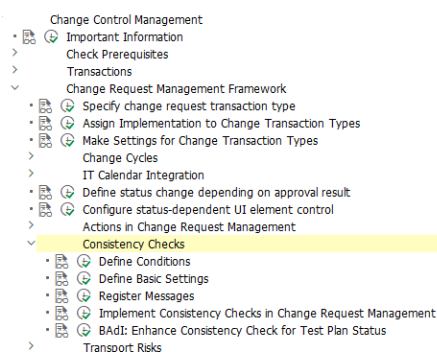 Change Control Management
Important Information
Check Prerequisites
Transactions
Change Request Management Framework
Specify change request transaction type
Assign Implementation to Change Transaction Types
Make Settings for Change Transaction Types
Change Cycles
IT Calendar Integration
Define status change depending on approval result
Configure status-dependent UI element control
Actions in Change Request Management
Consistency Checks
Define Conditions
Define Basic Settings
Register Messages
Implement Consistency Checks in Change Request Management
BAdI: Enhance Consistency Check for Test Plan Status
Transport Risks